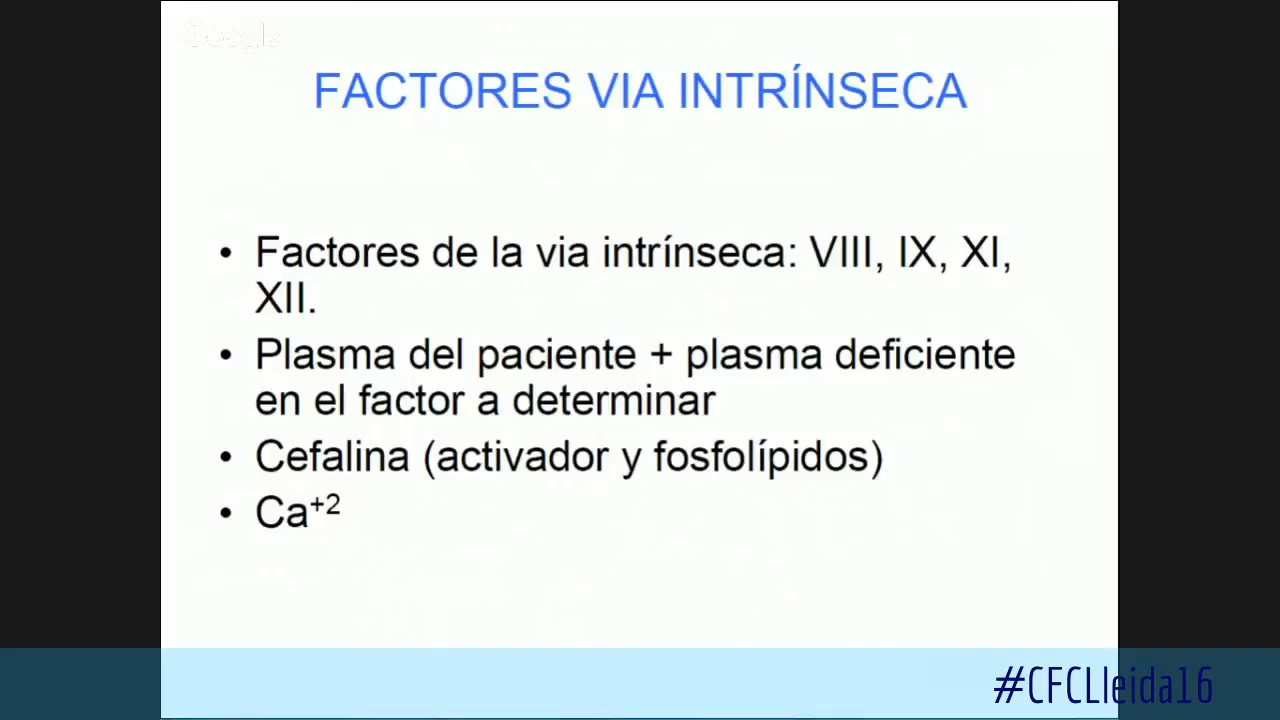 Google
FACTORES VIA INTRÍNSECA
• Factores de la via intrínseca: VIII, IX, XI,
XII.
• Plasma del paciente + plasma deficiente
en el factor a determinar
• Cefalina (activador y fosfolípidos)
• Ca⁺²
#CFCLleida16